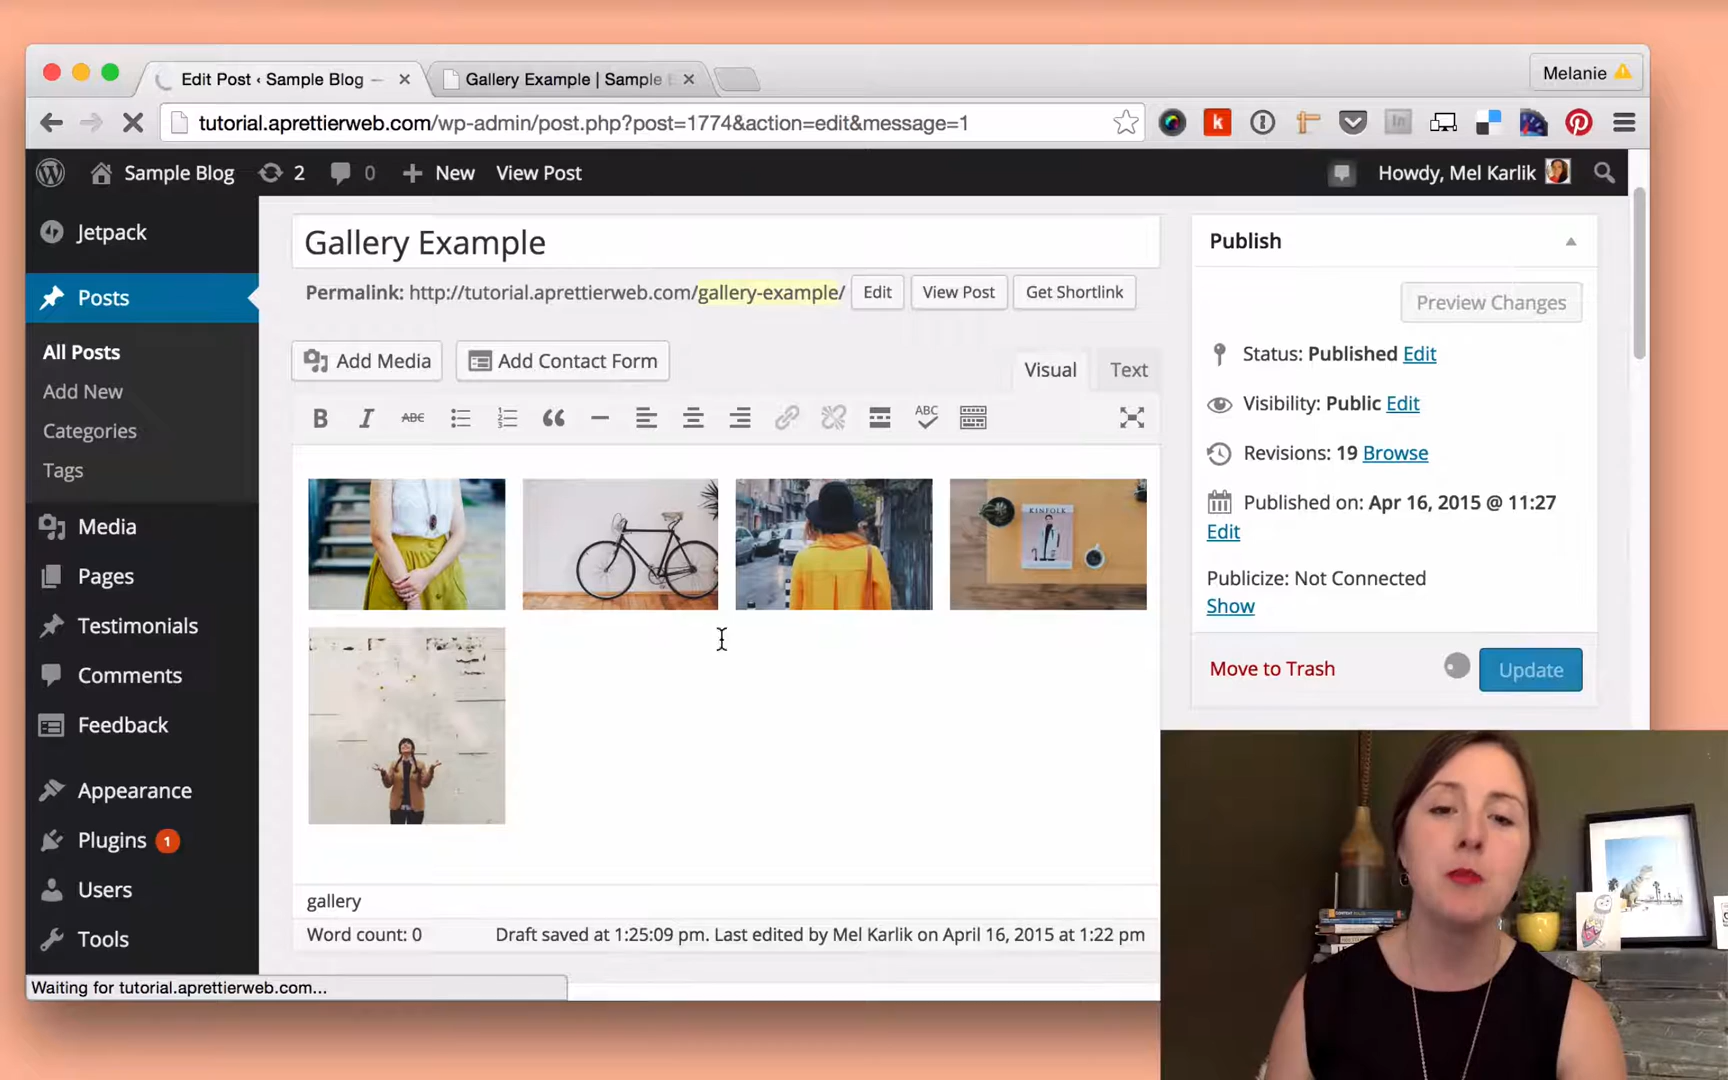 Edit Post ‹ Sample Blog —
Gallery Example | Sample
Melanie
tutorial.aprettierweb.com/wp-admin/post.php?post=1774&action=edit&message=1
k
in
Sample Blog
2
0
New
View Post
Howdy, Mel Karlik
Jetpack
Posts
All Posts
Add New
Categories
Tags
Media
Pages
Testimonials
Comments
Feedback
Appearance
Plugins 1
Users
Tools
Gallery Example
Permalink: http://tutorial.aprettierweb.com/gallery-example/
Edit
View Post
Get Shortlink
Add Media
Add Contact Form
Visual
Text
B
I
ABC
ABC
KINFOLK
gallery
Word count: 0
Draft saved at 1:25:09 pm. Last edited by Mel Karlik on April 16, 2015 at 1:22 pm
Publish
Preview Changes
Status: Published Edit
Visibility: Public Edit
Revisions: 19 Browse
Published on: Apr 16, 2015 @ 11:27
Edit
Publicize: Not Connected
Show
Move to Trash
Update
Waiting for tutorial.aprettierweb.com...